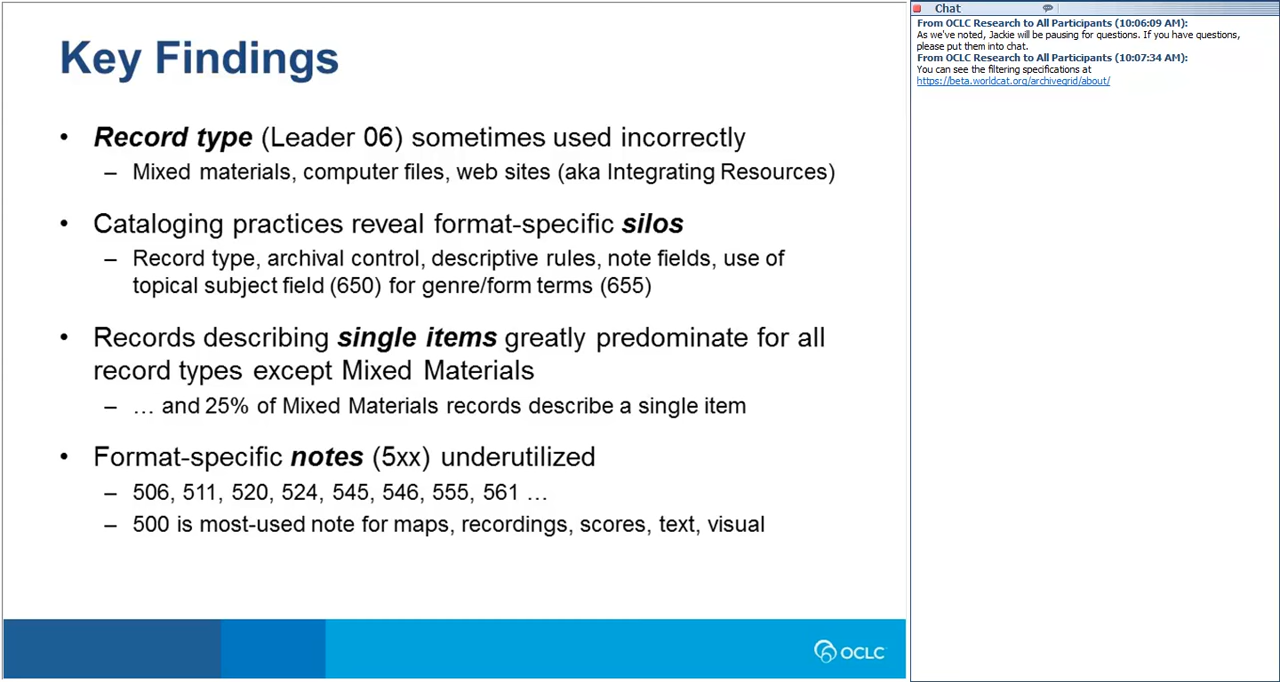 Key Findings
• Record type (Leader 06) sometimes used incorrectly
– Mixed materials, computer files, web sites (aka Integrating Resources)
• Cataloging practices reveal format-specific silos
– Record type, archival control, descriptive rules, note fields, use of
topical subject field (650) for genre/form terms (655)
• Records describing single items greatly predominate for all
record types except Mixed Materials
– … and 25% of Mixed Materials records describe a single item
• Format-specific notes (5xx) underutilized
– 506, 511, 520, 524, 545, 546, 555, 561 …
– 500 is most-used note for maps, recordings, scores, text, visual
OCLC
Chat
From OCLC Research to All Participants (10:06:09 AM):
As we've noted, Jackie will be pausing for questions. If you have questions,
please put them into chat.
From OCLC Research to All Participants (10:07:34 AM):
You can see the filtering specifications at
https://beta.worldcat.org/archivegrid/about/